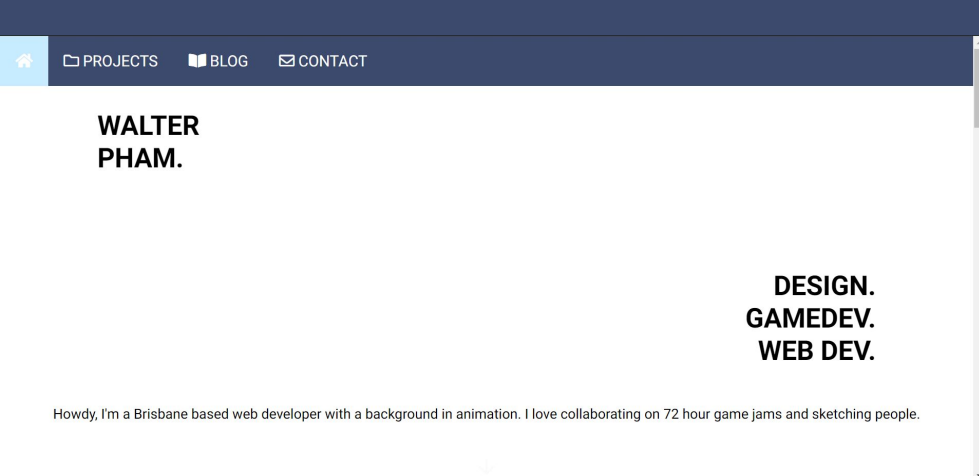 PROJECTS BLOG CONTACT
WALTER
PHAM.
DESIGN.
GAMEDEV.
WEB DEV.
Howdy, I'm a Brisbane based web developer with a background in animation. I love collaborating on 72 hour game jams and sketching people.